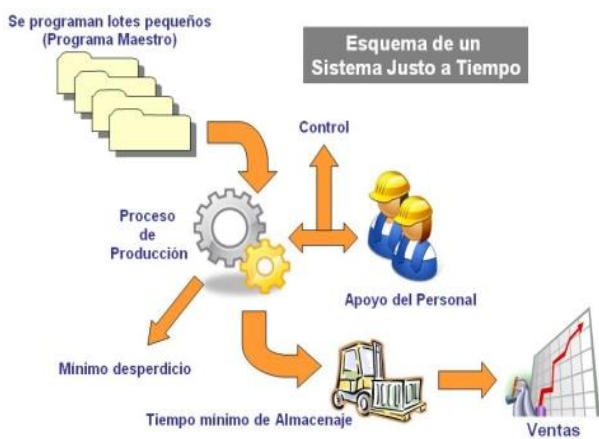 Se programan lotes pequeños
(Programa Maestro)
Esquema de un
Sistema Justo a Tiempo
Control
Proceso
de
Producción
Apoyo del Personal
Mínimo desperdicio
Tiempo mínimo de Almacenaje
Ventas